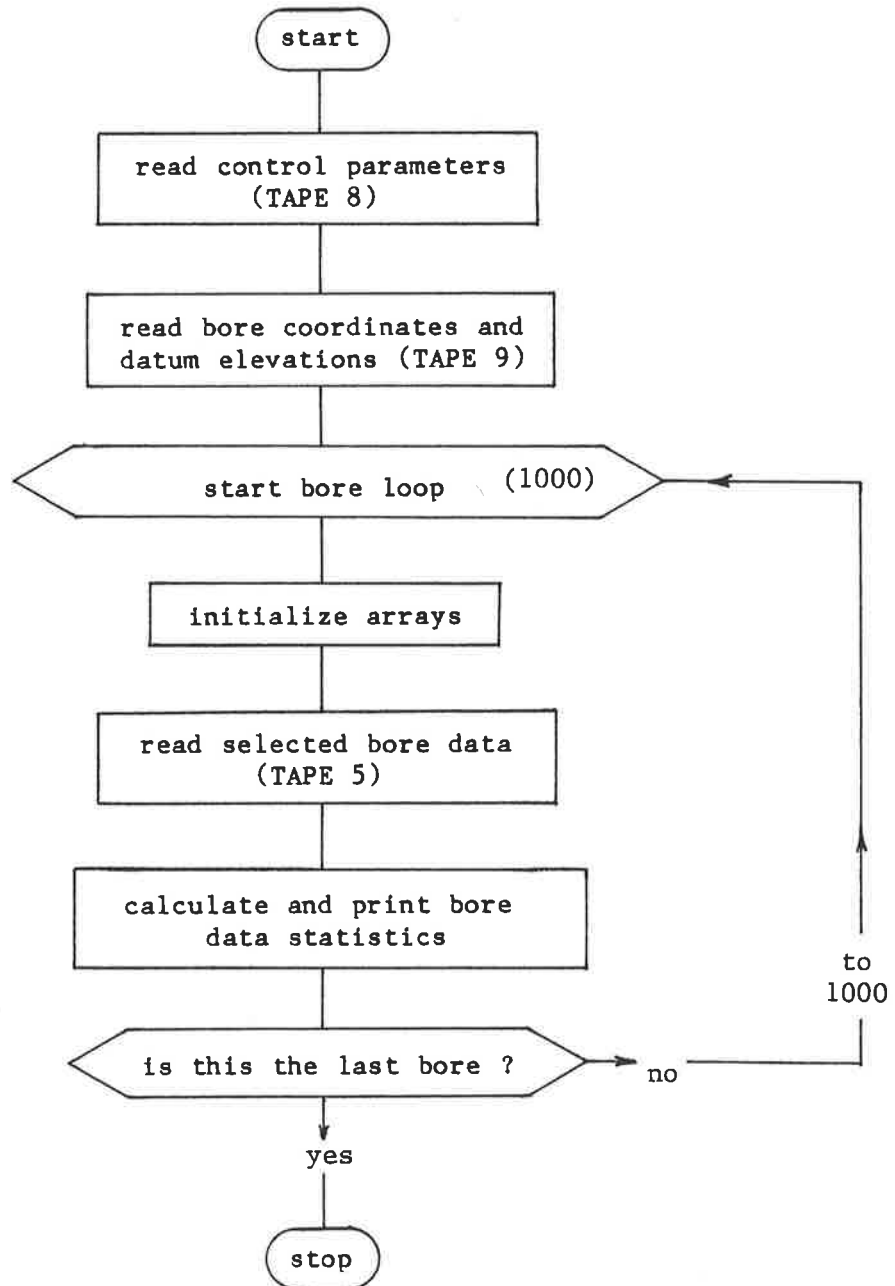 start
read control parameters
(TAPE 8)
read bore coordinates and
datum elevations (TAPE 9)
start bore loop (1000)
initialize arrays
read selected bore data
(TAPE 5)
calculate and print bore
data statistics
to
1000
is this the last bore ?
no
yes
stop